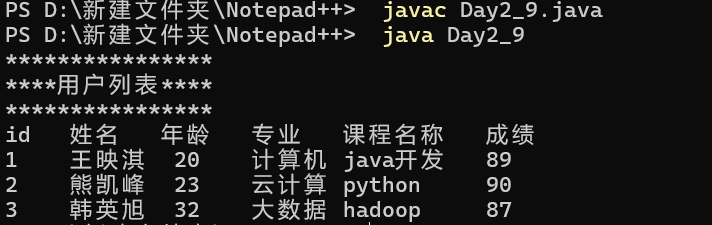 PS D:\新建文件夹\Notepad++>  javac Day2_9.java
PS D:\新建文件夹\Notepad++>  java Day2_9
****************
****用户列表****
****************
id   姓名   年龄   专业   课程名称   成绩
1    王映淇  20    计算机 java开发   89
2    熊凯峰  23    云计算 python    90
3    韩英旭  32    大数据 hadoop    87